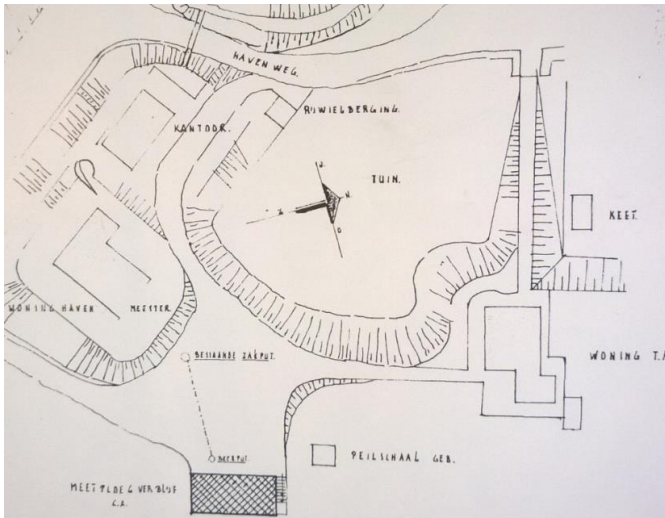 HAVEN WEG.
RIJWIELBERGING.
KANTOOR.
TUIN.
W.
N.
Z.
O.
KEET.
WONING HAVEN MEESTER.
BESTAANDE ZAKPUT.
WONING T.
BEERPUT.
PEILSCHAAL GEB.
MEETPLOEG VERBLIJF